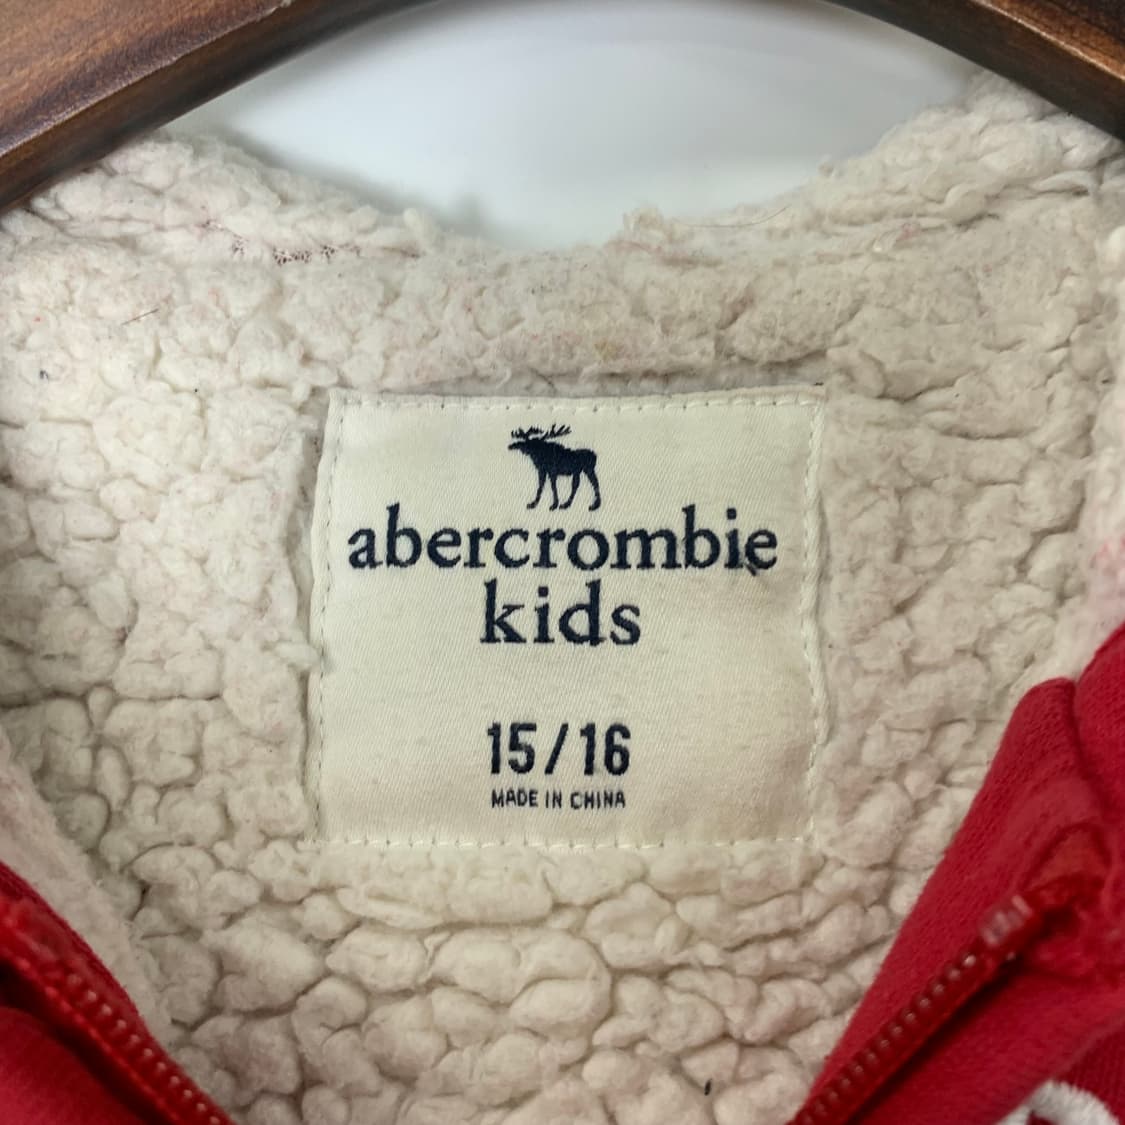 abercrombie
kids
15/16
MADE IN CHINA